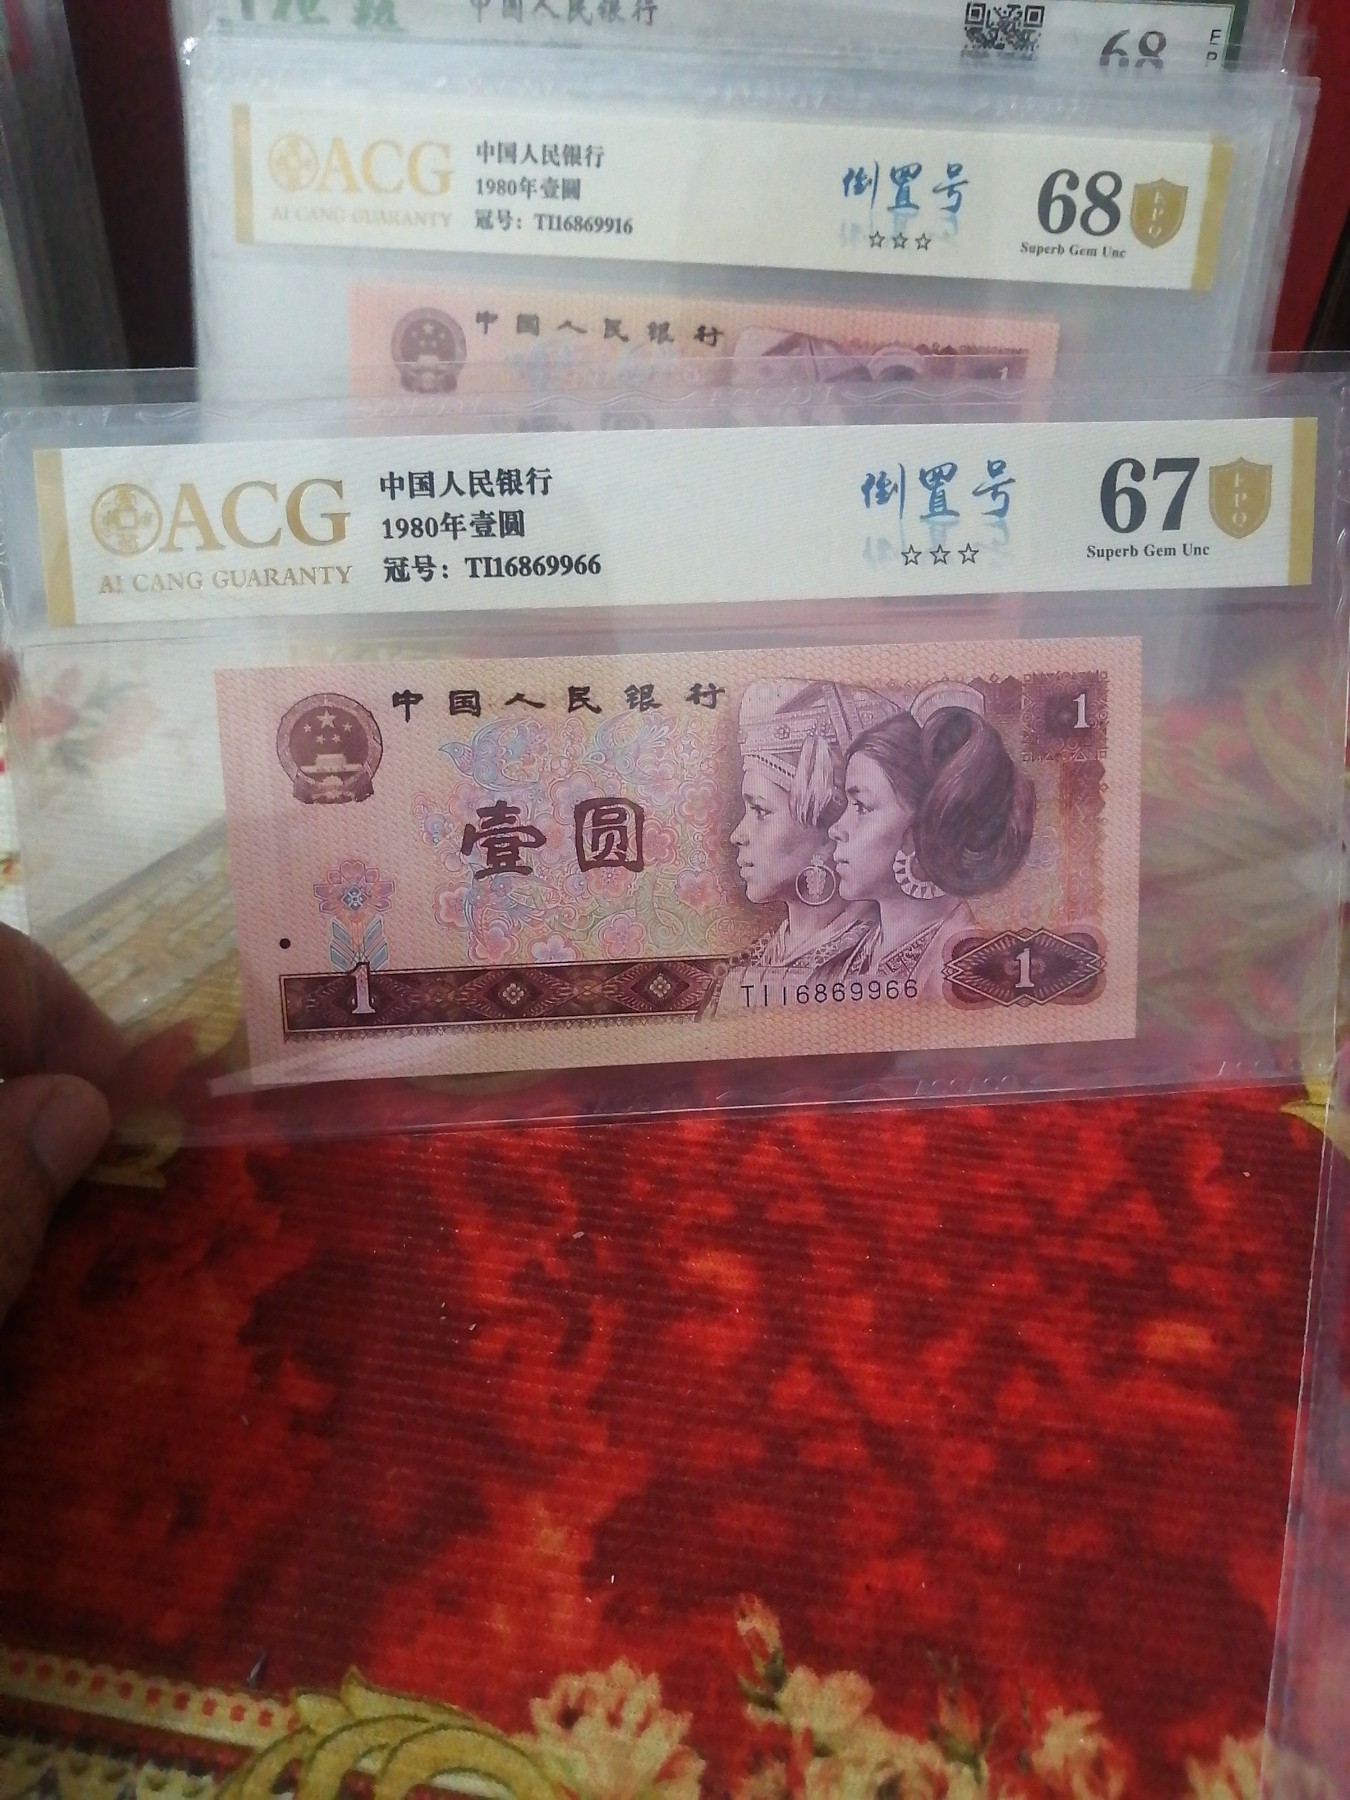 中国人民银行
68
E
P
ACG
AI CANG GUARANTY
中国人民银行
1980年壹圆
冠号：TI16869916
倒置号
☆☆☆
68
EPQ
Superb Gem Unc
中国人民银行
1
ACG
AI CANG GUARANTY
中国人民银行
1980年壹圆
冠号：TI16869966
倒置号
☆☆☆
67
EPQ
Superb Gem Unc
中国人民银行
1
壹圆
1
TI16869966
1